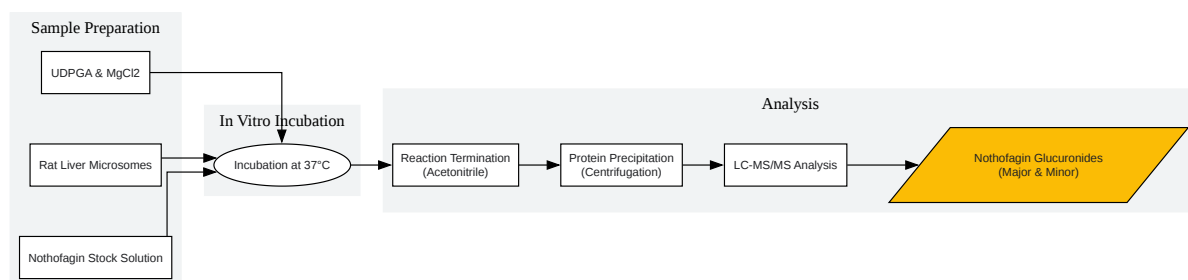 Sample Preparation
UDPGA & MgCl2
Rat Liver Microsomes
Nothofagin Stock Solution
In Vitro Incubation
Incubation at 37°C
Analysis
Reaction Termination
(Acetonitrile)
Protein Precipitation
(Centrifugation)
LC-MS/MS Analysis
Nothofagin Glucuronides
(Major & Minor)